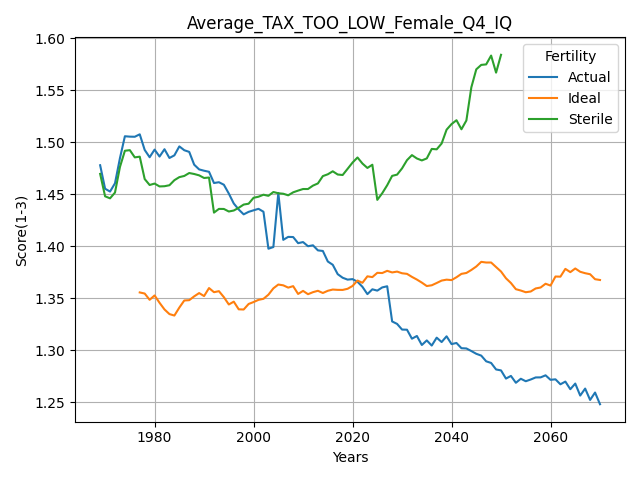 Average_TAX_TOO_LOW_Female_Q4_IQ
Score(1-3)
1.60
1.55
1.50
1.45
1.40
1.35
1.30
1.25
Fertility
Actual
Ideal
Sterile
1980 2000 2020 2040 2060
Years